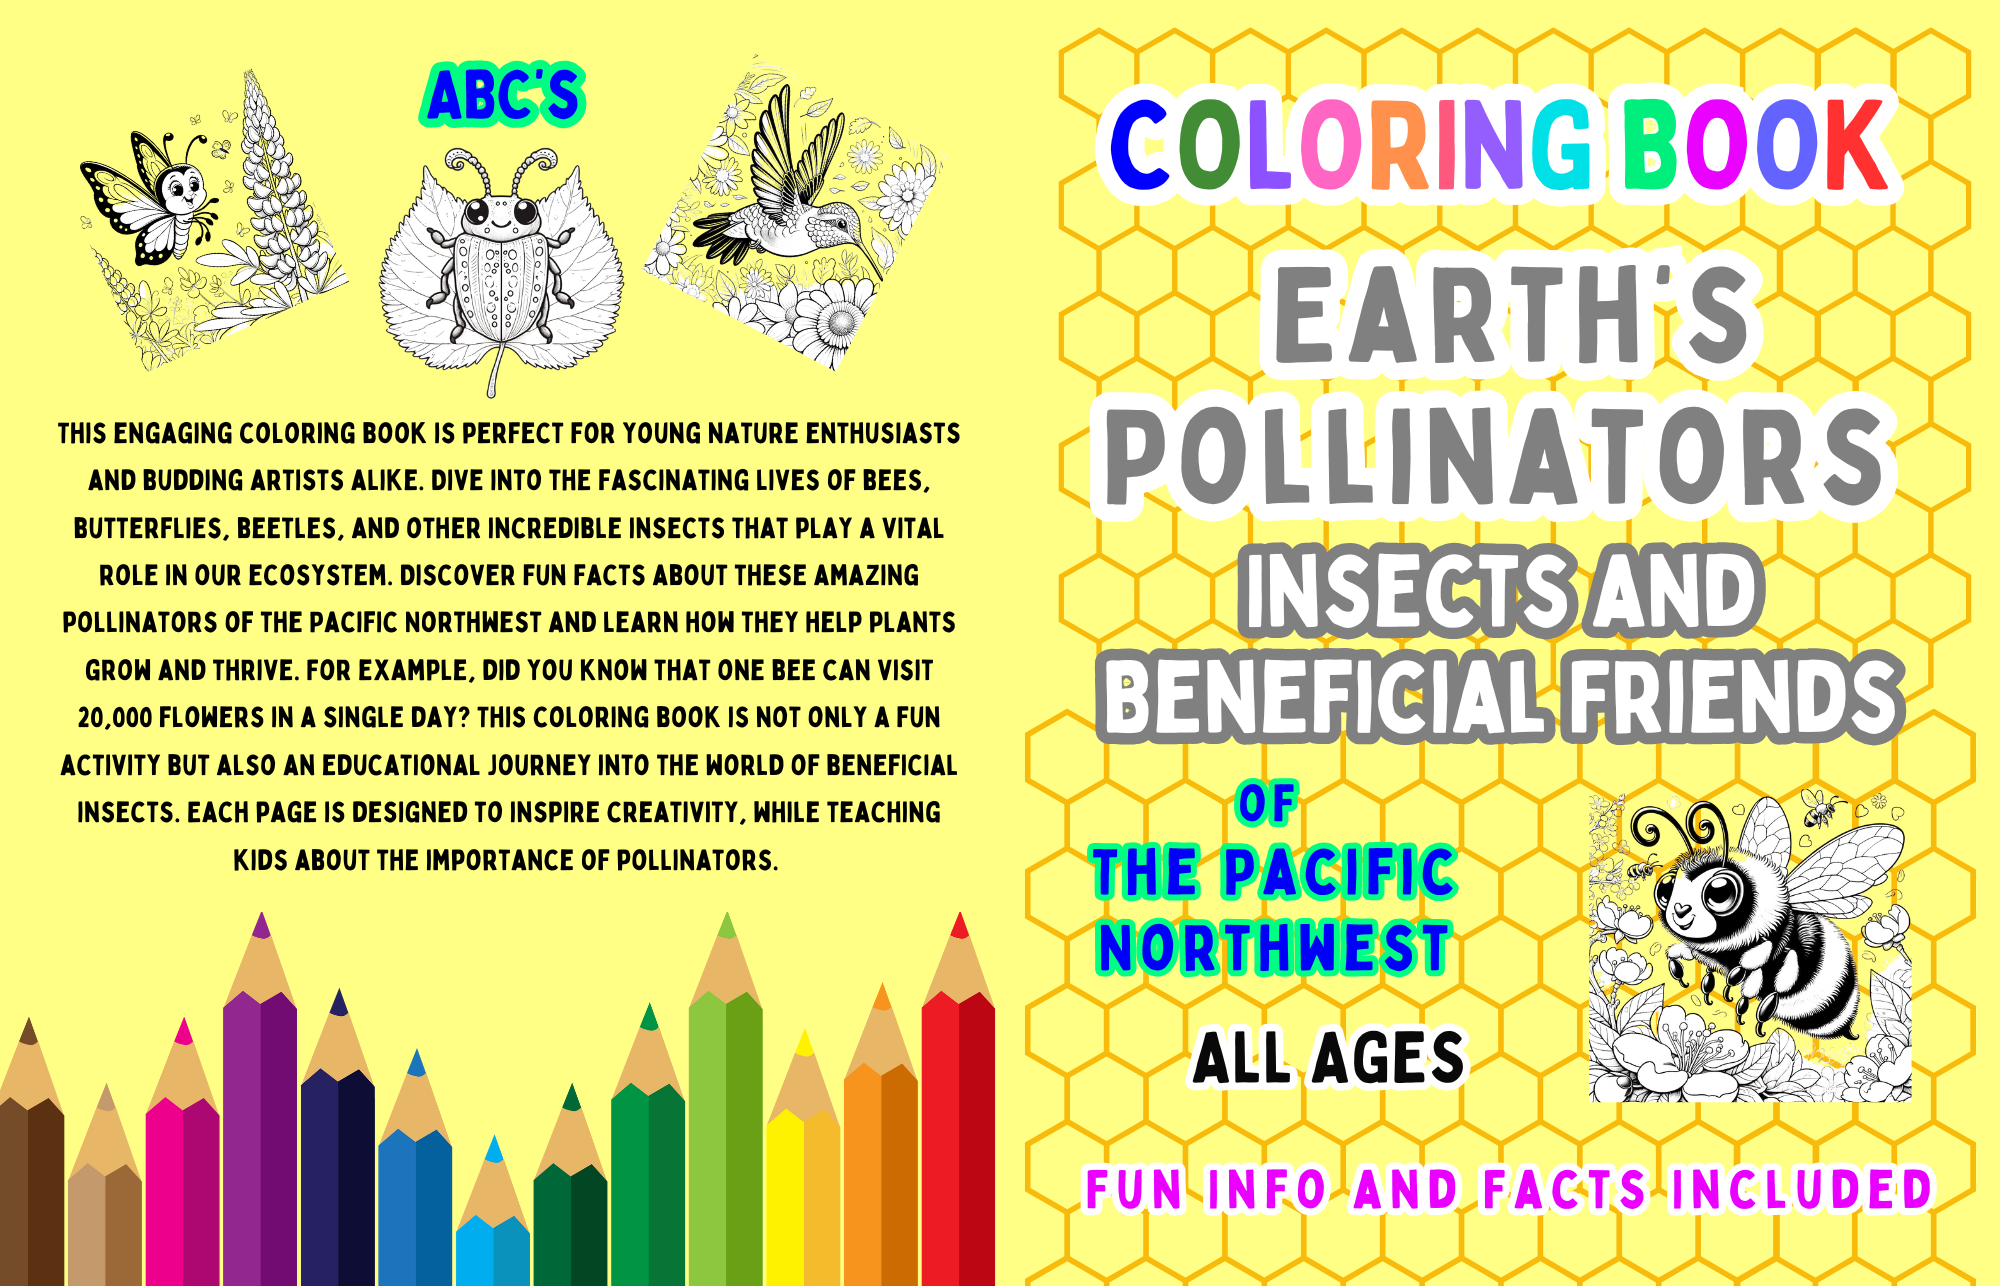 ABC'S
THIS ENGAGING COLORING BOOK IS PERFECT FOR YOUNG NATURE ENTHUSIASTS
AND BUDDING ARTISTS ALIKE. DIVE INTO THE FASCINATING LIVES OF BEES,
BUTTERFLIES, BEETLES, AND OTHER INCREDIBLE INSECTS THAT PLAY A VITAL
ROLE IN OUR ECOSYSTEM. DISCOVER FUN FACTS ABOUT THESE AMAZING
POLLINATORS OF THE PACIFIC NORTHWEST AND LEARN HOW THEY HELP PLANTS
GROW AND THRIVE. FOR EXAMPLE, DID YOU KNOW THAT ONE BEE CAN VISIT
20,000 FLOWERS IN A SINGLE DAY? THIS COLORING BOOK IS NOT ONLY A FUN
ACTIVITY BUT ALSO AN EDUCATIONAL JOURNEY INTO THE WORLD OF BENEFICIAL
INSECTS. EACH PAGE IS DESIGNED TO INSPIRE CREATIVITY, WHILE TEACHING
KIDS ABOUT THE IMPORTANCE OF POLLINATORS.
COLORING BOOK
EARTH'S
POLLINATORS
INSECTS AND
BENEFICIAL FRIENDS
OF
THE PACIFIC
NORTHWEST
ALL AGES
FUN INFO AND FACTS INCLUDED